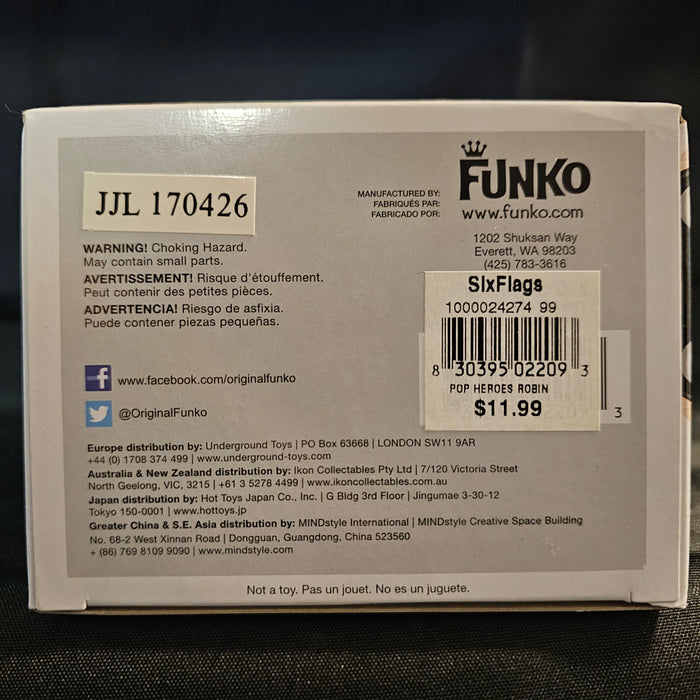 JJL 170426
MANUFACTURED BY:
FABRIQUÉS PAR:
FABRICADO POR:
FUNKO
www.funko.com
1202 Shuksan Way
Everett, WA 98203
(425) 783-3616
WARNING! Choking Hazard.
May contain small parts.
AVERTISSEMENT! Risque d'étouffement.
Peut contenir des petites pièces.
ADVERTENCIA! Riesgo de asfixia.
Puede contener piezas pequeñas.
SIxFlags
1000024274 99
8 30395 02209 3
POP HEROES ROBIN
$11.99
3
f www.facebook.com/originalfunko
@OriginalFunko
Europe distribution by: Underground Toys | PO Box 63668 | LONDON SW11 9AR
+44 (0) 1708 374 499 | www.underground-toys.com
Australia & New Zealand distribution by: Ikon Collectables Pty Ltd | 7/120 Victoria Street
North Geelong, VIC, 3215 | +61 3 5278 4499 | www.ikoncollectables.com.au
Japan distribution by: Hot Toys Japan Co., Inc. | G Bldg 3rd Floor | Jingumae 3-30-12
Tokyo 150-0001 | www.hottoys.jp
Greater China & S.E. Asia distribution by: MINDstyle International | MINDstyle Creative Space Building
No. 68-2 West Xinnan Road | Dongguan, Guangdong, China 523560
+ (86) 769 8109 9090 | www.mindstyle.com
Not a toy. Pas un jouet. No es un juguete.